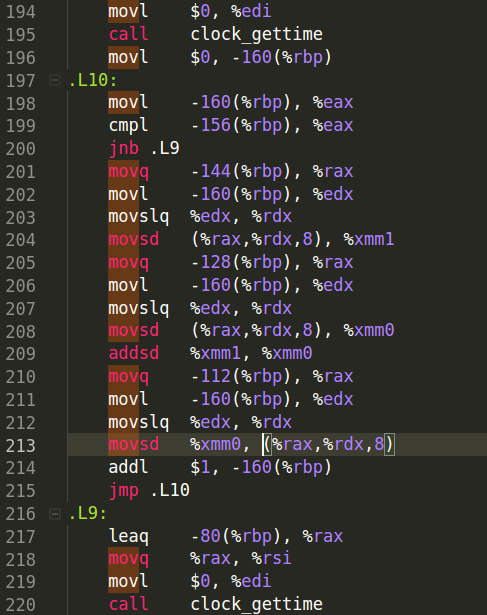 194 movl $0, %edi
195 call clock_gettime
196 movl $0, -160(%rbp)
197 .L10:
198 movl -160(%rbp), %eax
199 cmpl -156(%rbp), %eax
200 jnb .L9
201 movq -144(%rbp), %rax
202 movl -160(%rbp), %edx
203 movslq %edx, %rdx
204 movsd (%rax,%rdx,8), %xmm1
205 movq -128(%rbp), %rax
206 movl -160(%rbp), %edx
207 movslq %edx, %rdx
208 movsd (%rax,%rdx,8), %xmm0
209 addsd %xmm1, %xmm0
210 movq -112(%rbp), %rax
211 movl -160(%rbp), %edx
212 movslq %edx, %rdx
213 movsd %xmm0, (%rax,%rdx,8)
214 addl $1, -160(%rbp)
215 jmp .L10
216 .L9:
217 leaq -80(%rbp), %rax
218 movq %rax, %rsi
219 movl $0, %edi
220 call clock_gettime